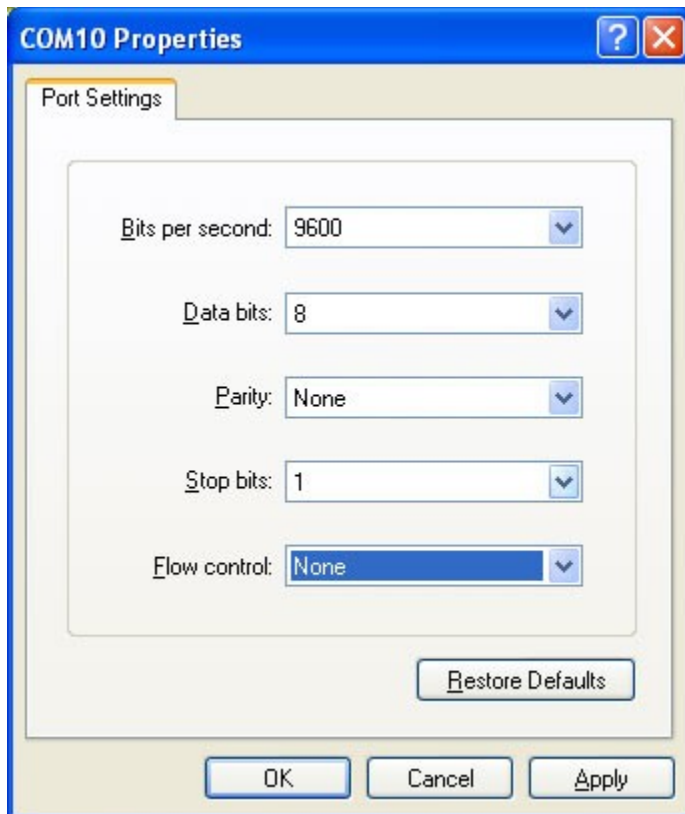 COM10 Properties
Port Settings
Bits per second: 9600
Data bits: 8
Parity: None
Stop bits: 1
Flow control: None
Restore Defaults
OK Cancel Apply